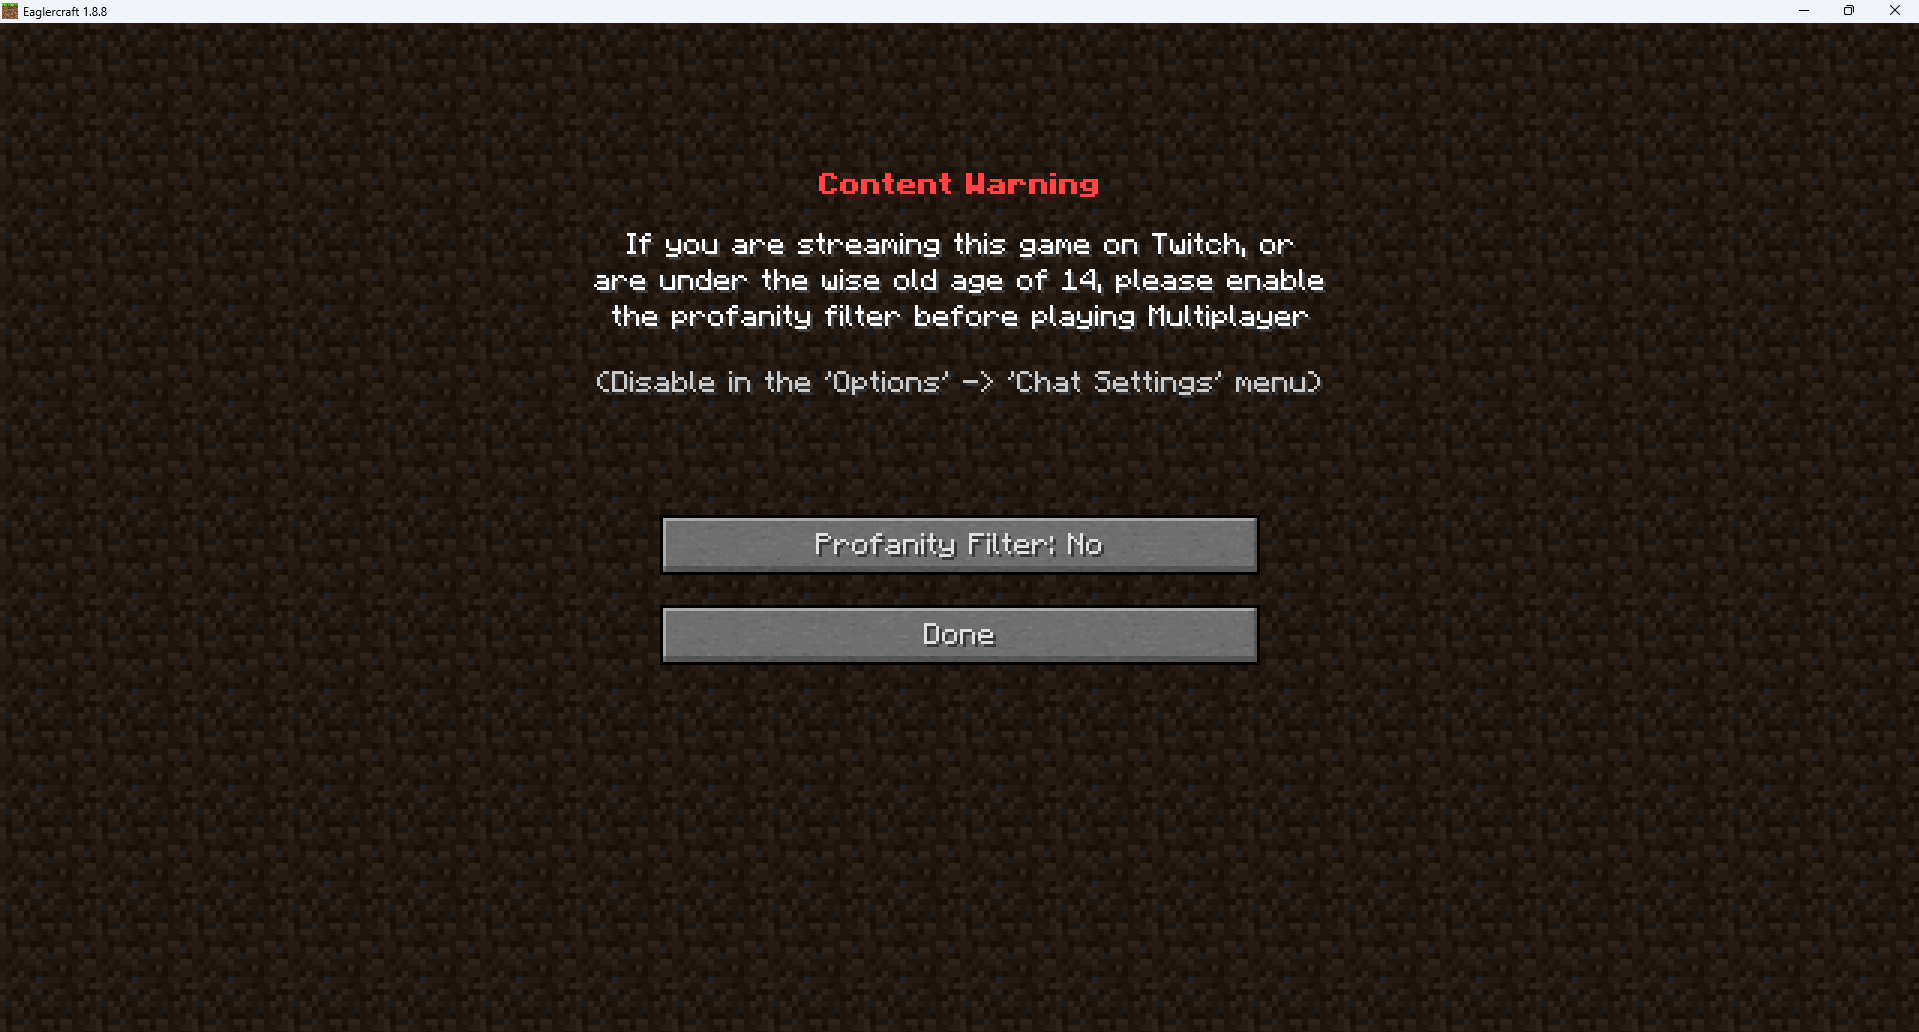 Eaglercraft 1.8.8
Content Warning
If you are streaming this game on Twitch, or
are under the wise old age of 14, please enable
the profanity filter before playing Multiplayer
(Disable in the 'Options' -> 'Chat Settings' menu)
Profanity Filter: No
Done